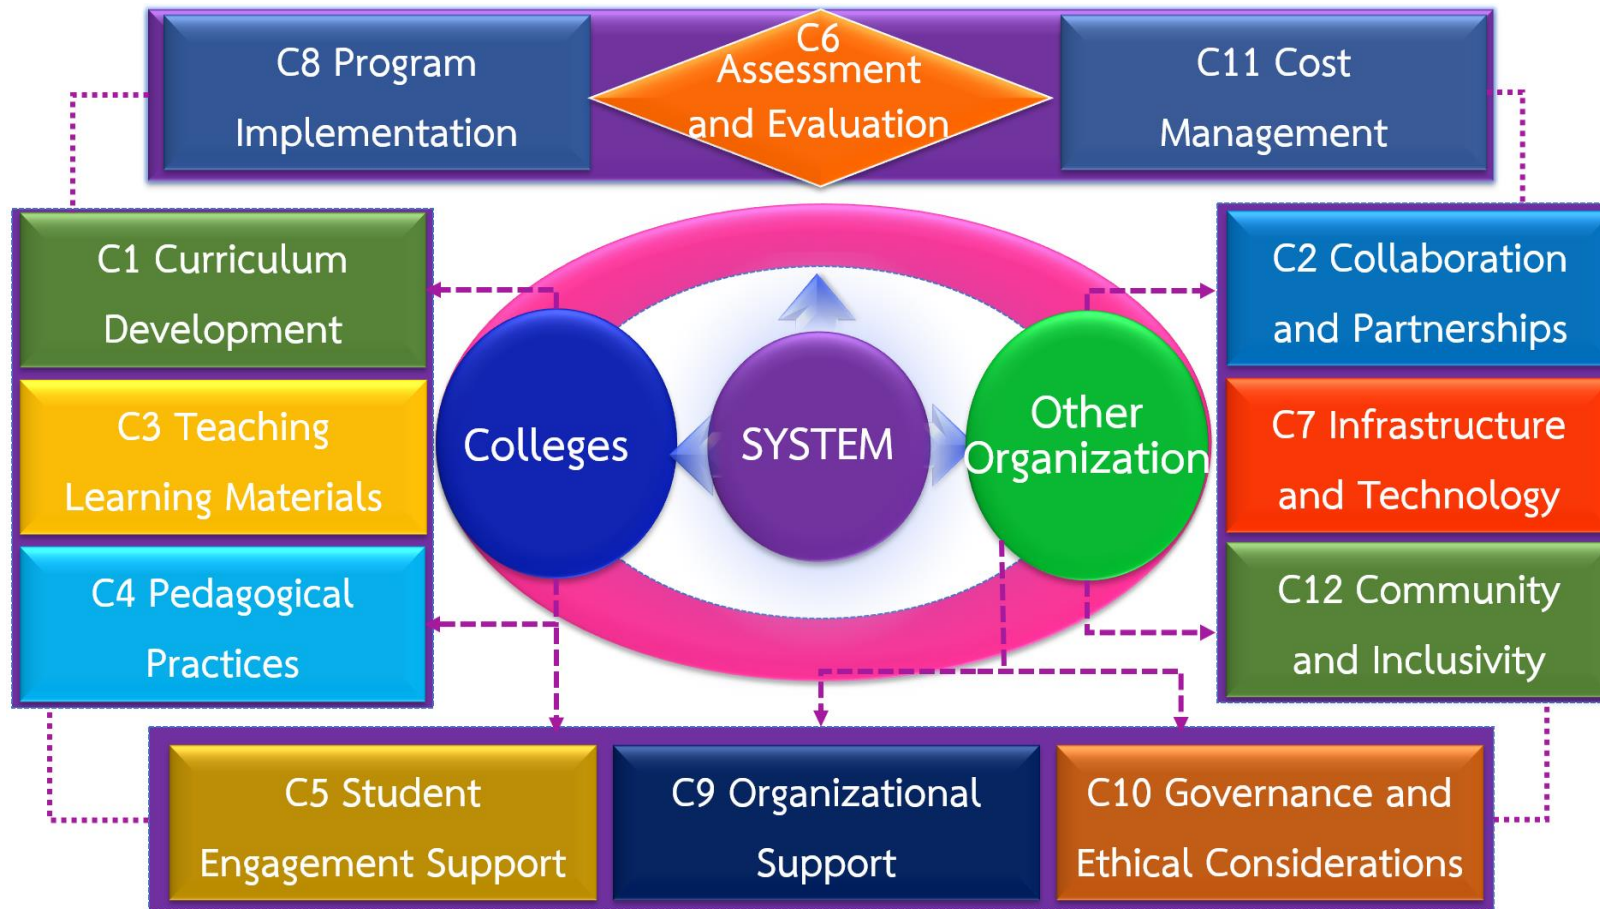 C8 Program
Implementation
C6
Assessment
and Evaluation
C11 Cost
Management
C1 Curriculum
Development
C3 Teaching
Learning Materials
C4 Pedagogical
Practices
Colleges
SYSTEM
Other
Organization
C2 Collaboration
and Partnerships
C7 Infrastructure
and Technology
C12 Community
and Inclusivity
C5 Student
Engagement Support
C9 Organizational
Support
C10 Governance and
Ethical Considerations